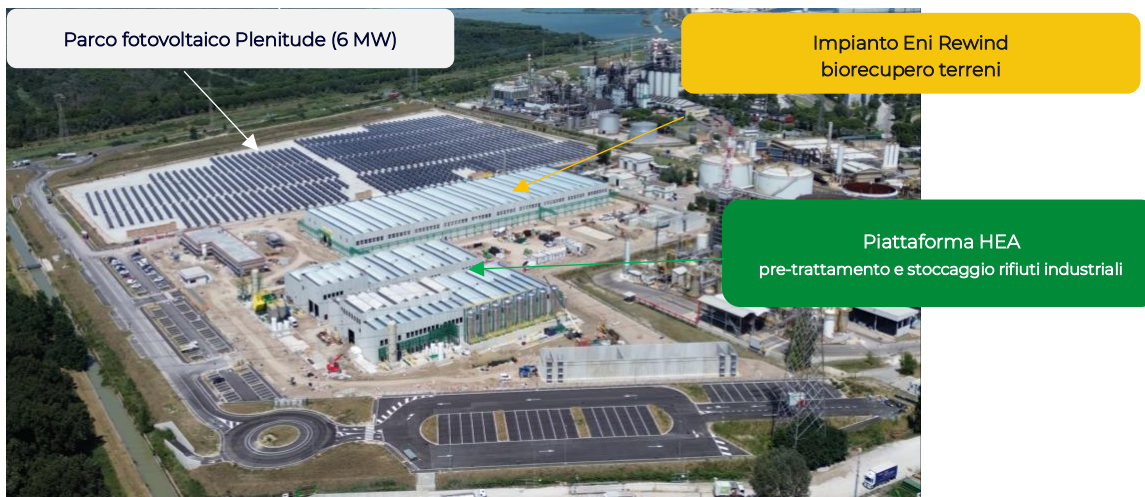 Parco fotovoltaico Plenitude (6 MW)
Impianto Eni Rewind
biorecupero terreni
Piattaforma HEA
pre-trattamento e stoccaggio rifiuti industriali